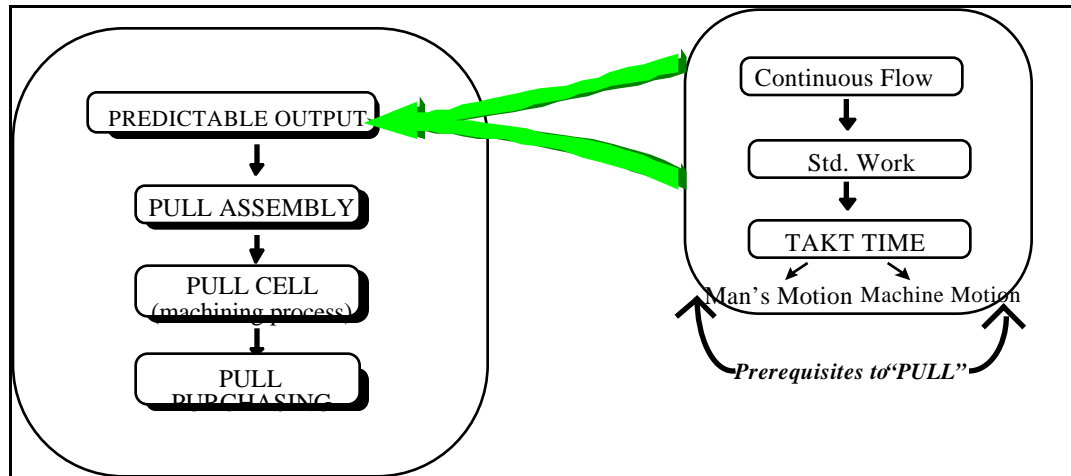 PREDICTABLE OUTPUT
PULL ASSEMBLY
PULL CELL
(machining process)
PULL
PURCHASING
Continuous Flow
Std. Work
TAKT TIME
Man's Motion Machine Motion
Prerequisites to“PULL”